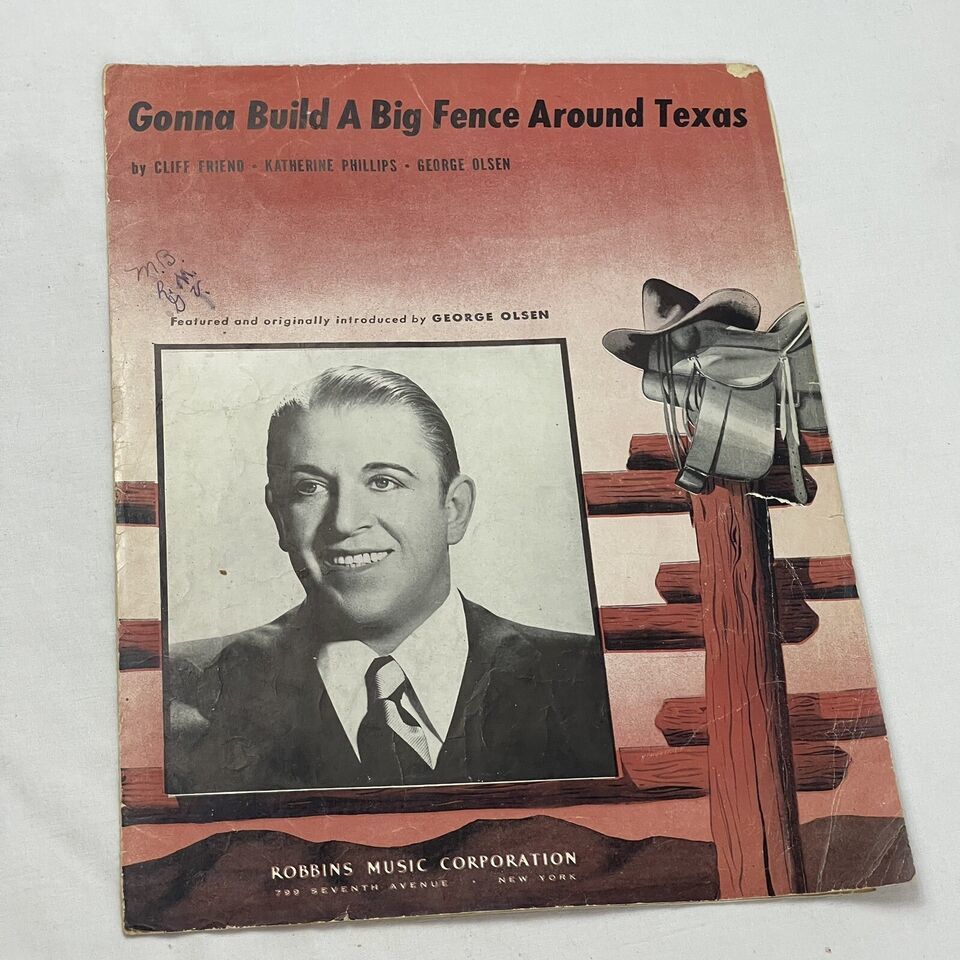 Gonna Build A Big Fence Around Texas
by CLIFF FRIEND • KATHERINE PHILLIPS • GEORGE OLSEN
M.B.
Featured and originally introduced by GEORGE OLSEN
ROBBINS MUSIC CORPORATION
799 SEVENTH AVENUE • NEW YORK